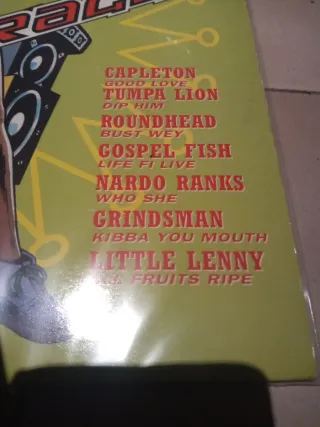 CAPLETON
GOOD LOVE
TUMPA LION
DIP HIM
ROUNDHEAD
BUST WEY
GOSPEL FISH
LIFE FI LIVE
NARDO RANKS
WHO SHE
GRINDSMAN
KIBBA YOU MOUTH
LITTLE LENNY
FRUITS RIPE